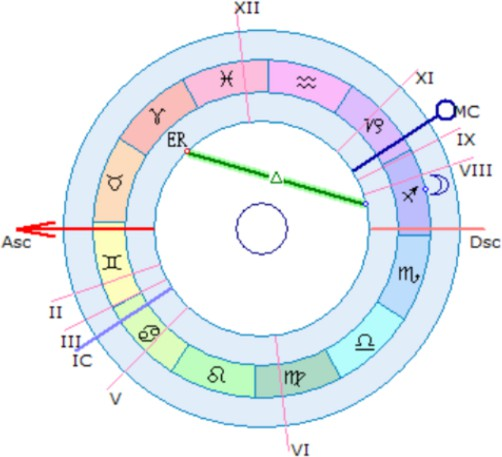 XII
XI
♓
♒
MC
♈
♑
ER
IX
VIII
△
♉
♐
☽
Asc
Dsc
♊
♏
II
III
♋
♎
IC
♌
♍
V
VI